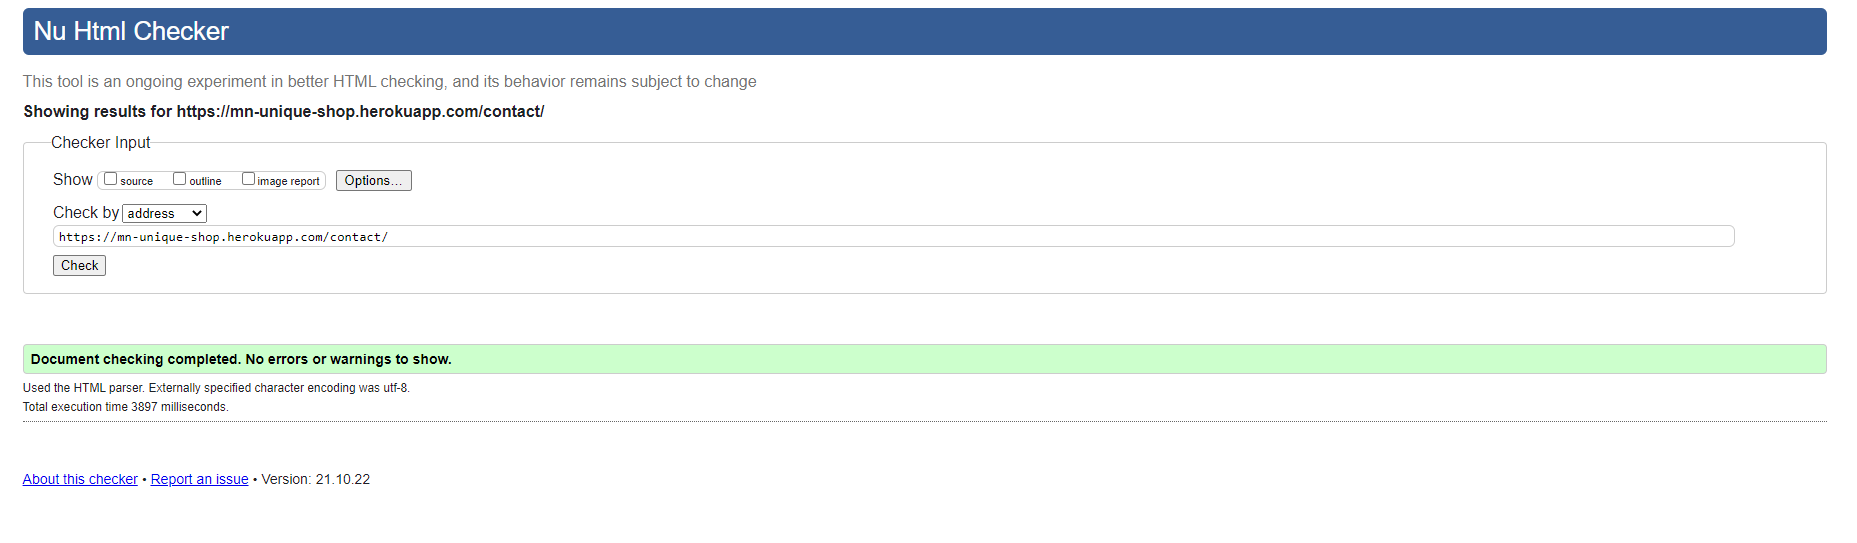 Nu Html Checker
This tool is an ongoing experiment in better HTML checking, and its behavior remains subject to change
Showing results for https://mn-unique-shop.herokuapp.com/contact/
Checker Input
Show source outline image report Options...
Check by address
https://mn-unique-shop.herokuapp.com/contact/
Check
Document checking completed. No errors or warnings to show.
Used the HTML parser. Externally specified character encoding was utf-8.
Total execution time 3897 milliseconds.
About this checker • Report an issue • Version: 21.10.22